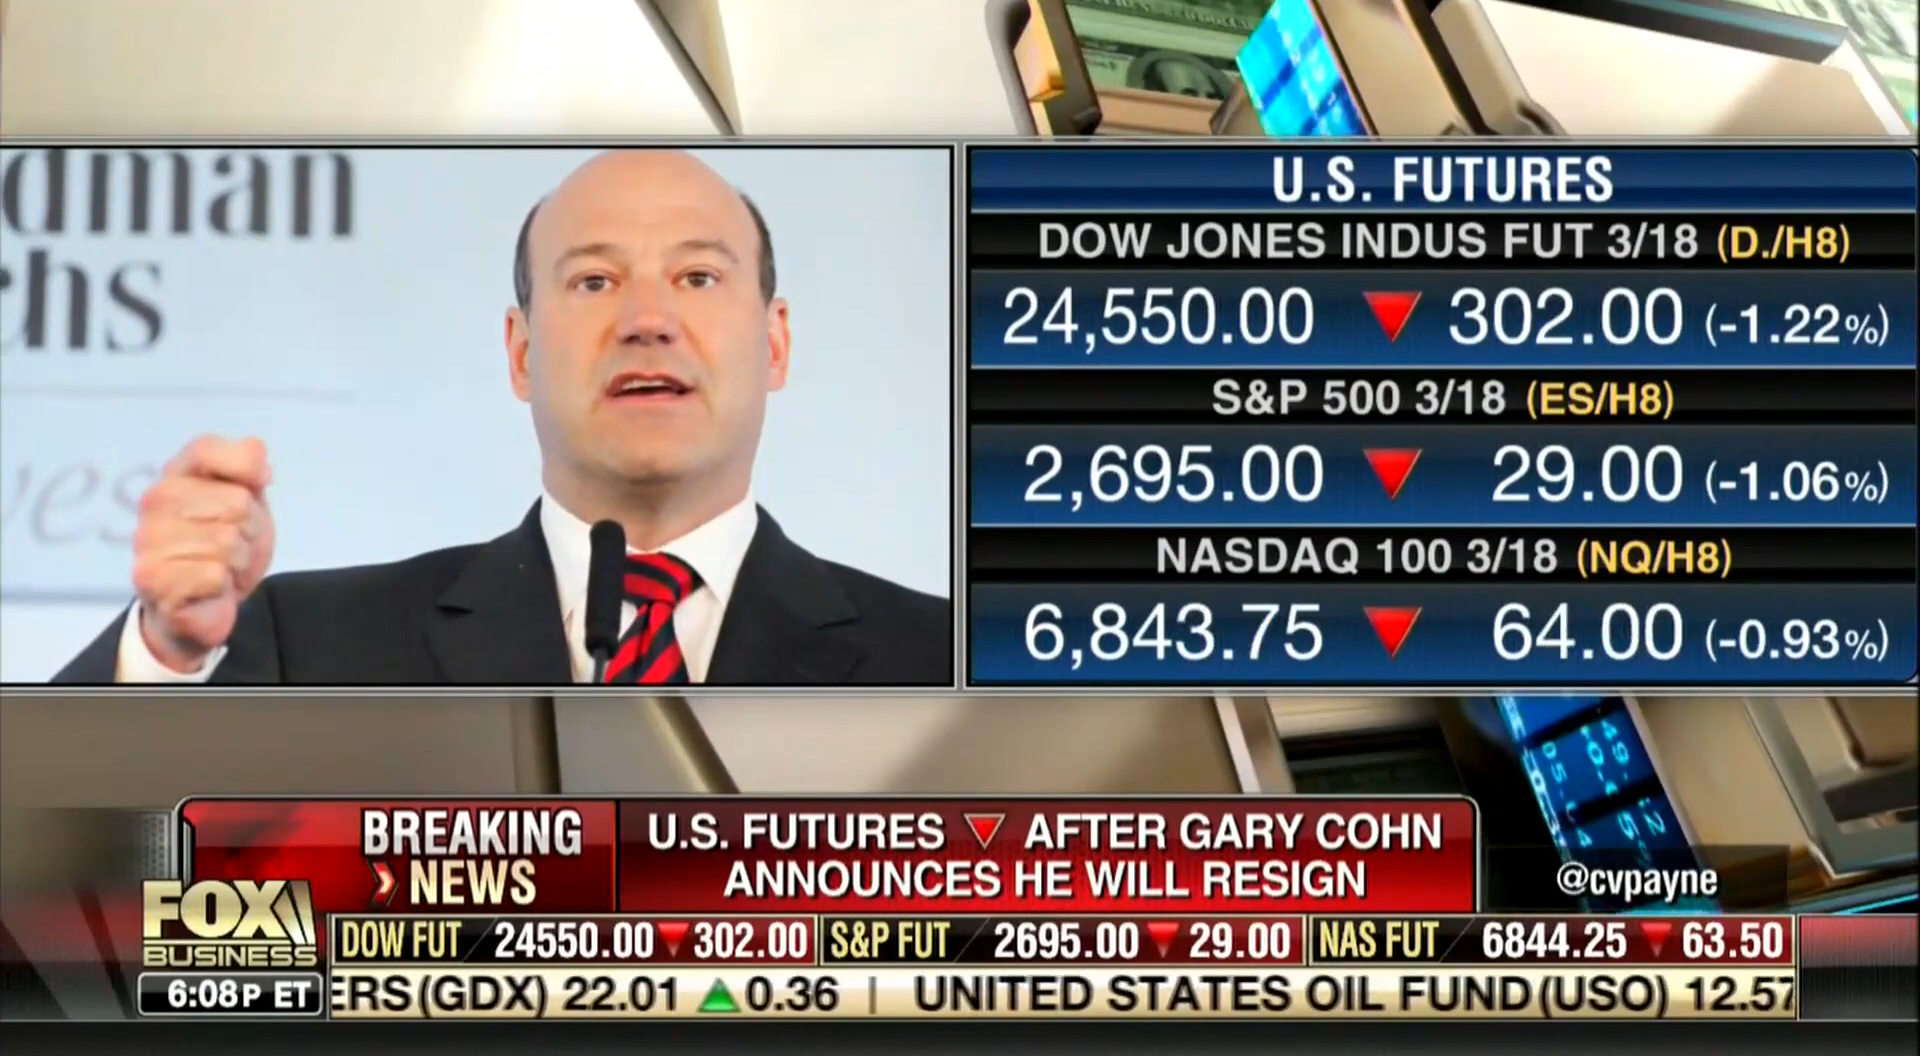 dman
chs
ves
U.S. FUTURES
DOW JONES INDUS FUT 3/18 (D./H8)
24,550.00 ▼ 302.00 (-1.22%)
S&P 500 3/18 (ES/H8)
2,695.00 ▼ 29.00 (-1.06%)
NASDAQ 100 3/18 (NQ/H8)
6,843.75 ▼ 64.00 (-0.93%)
BREAKING
NEWS
U.S. FUTURES ▼ AFTER GARY COHN
ANNOUNCES HE WILL RESIGN
@cvpayne
FOX
BUSINESS
DOW FUT 24550.00 ▼ 302.00 S&P FUT 2695.00 ▼ 29.00 NAS FUT 6844.25 ▼ 63.50
6:08P ET
ERS (GDX) 22.01 ▲ 0.36 | UNITED STATES OIL FUND (USO) 12.57